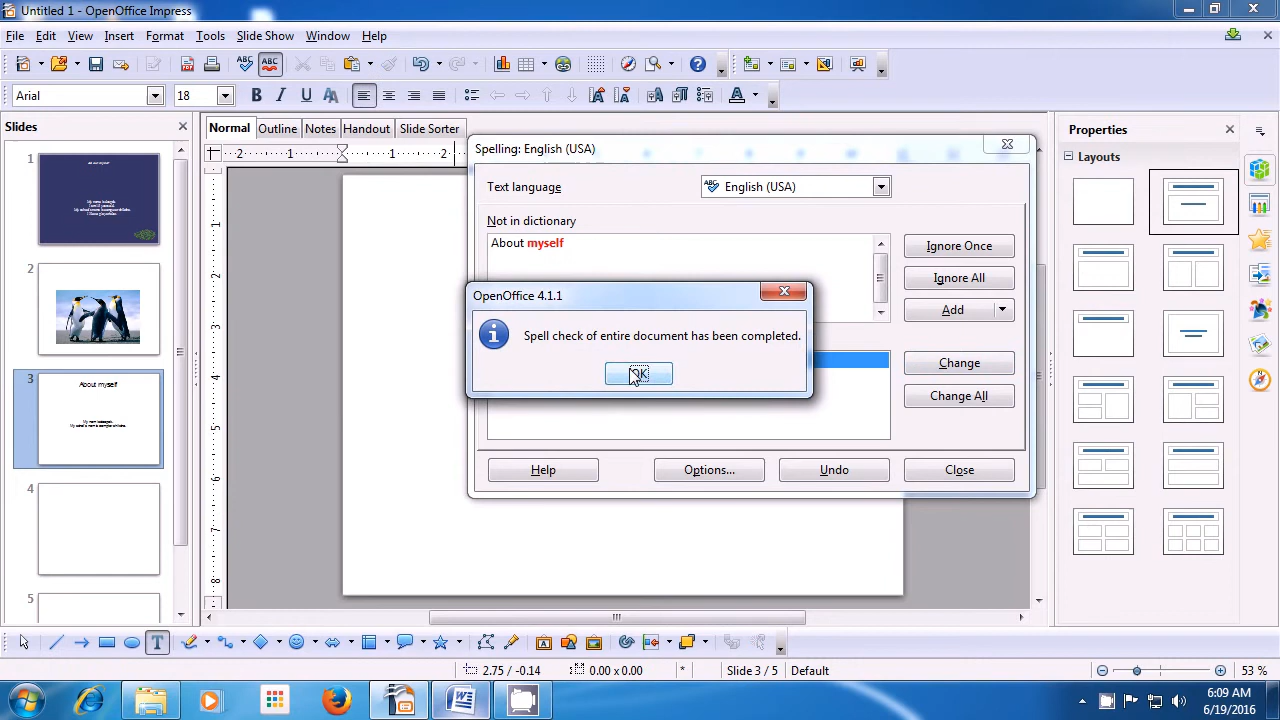 Untitled 1 - OpenOffice Impress
File Edit View Insert Format Tools Slide Show Window Help
Arial 18
Slides
Normal Outline Notes Handout Slide Sorter
Properties
Layouts
1
2
3
About myself
4
5
Spelling: English (USA)
Text language English (USA)
Not in dictionary
About myself
Ignore Once
Ignore All
Add
Change
Change All
Help Options... Undo Close
OpenOffice 4.1.1
Spell check of entire document has been completed.
OK
2.75 / -0.14 0.00 x 0.00 * Slide 3 / 5 Default 53 %
6:09 AM
6/19/2016